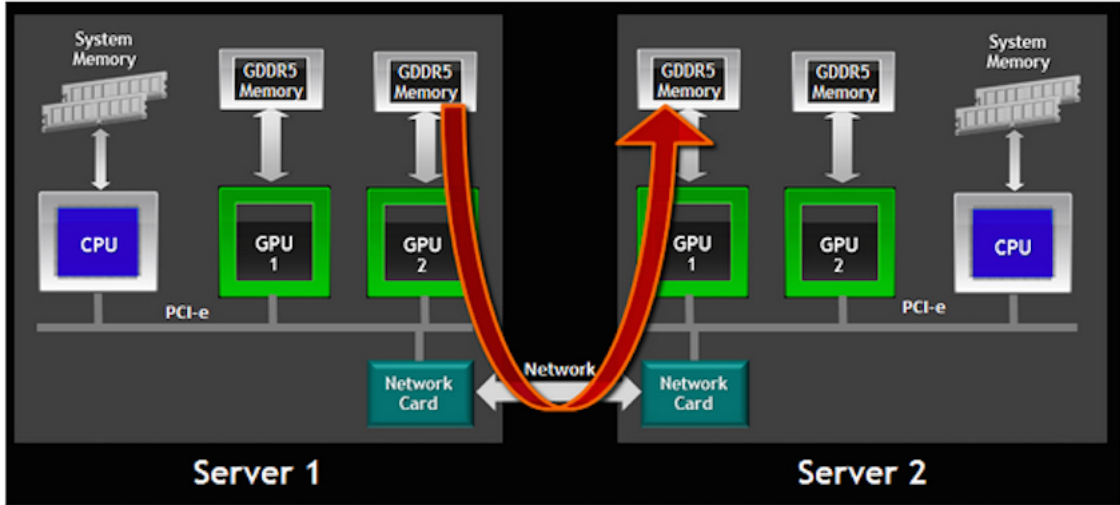 System
Memory
GDDR5
Memory
GDDR5
Memory
CPU
GPU
1
GPU
2
PCI-e
Network
Card
Server 1
Network
GDDR5
Memory
GDDR5
Memory
System
Memory
GPU
1
GPU
2
CPU
PCI-e
Network
Card
Server 2